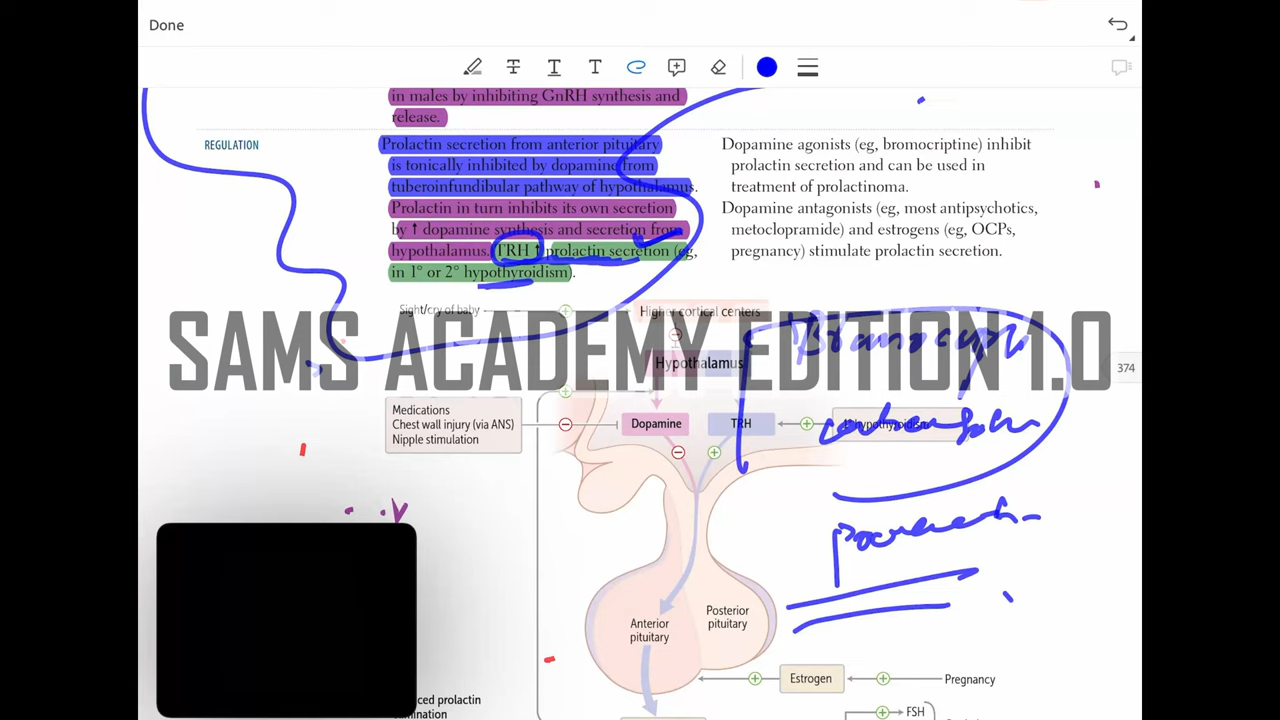 Done
in males by inhibiting GnRH synthesis and
release.
REGULATION
Prolactin secretion from anterior pituitary
is tonically inhibited by dopamine from
tuberoinfundibular pathway of hypothalamus.
Prolactin in turn inhibits its own secretion
by ↑ dopamine synthesis and secretion from
hypothalamus. TRH ↑ prolactin secretion (eg,
in 1° or 2° hypothyroidism).
Dopamine agonists (eg, bromocriptine) inhibit
prolactin secretion and can be used in
treatment of prolactinoma.
Dopamine antagonists (eg, most antipsychotics,
metoclopramide) and estrogens (eg, OCPs,
pregnancy) stimulate prolactin secretion.
Sight/cry of baby
Higher cortical centers
SAMS ACADEMY EDITION 1.0
Hypothalamus
374
Medications
Chest wall injury (via ANS)
Nipple stimulation
Dopamine
TRH
1° hypothyroidism
Anterior
pituitary
Posterior
pituitary
Estrogen
Pregnancy
FSH